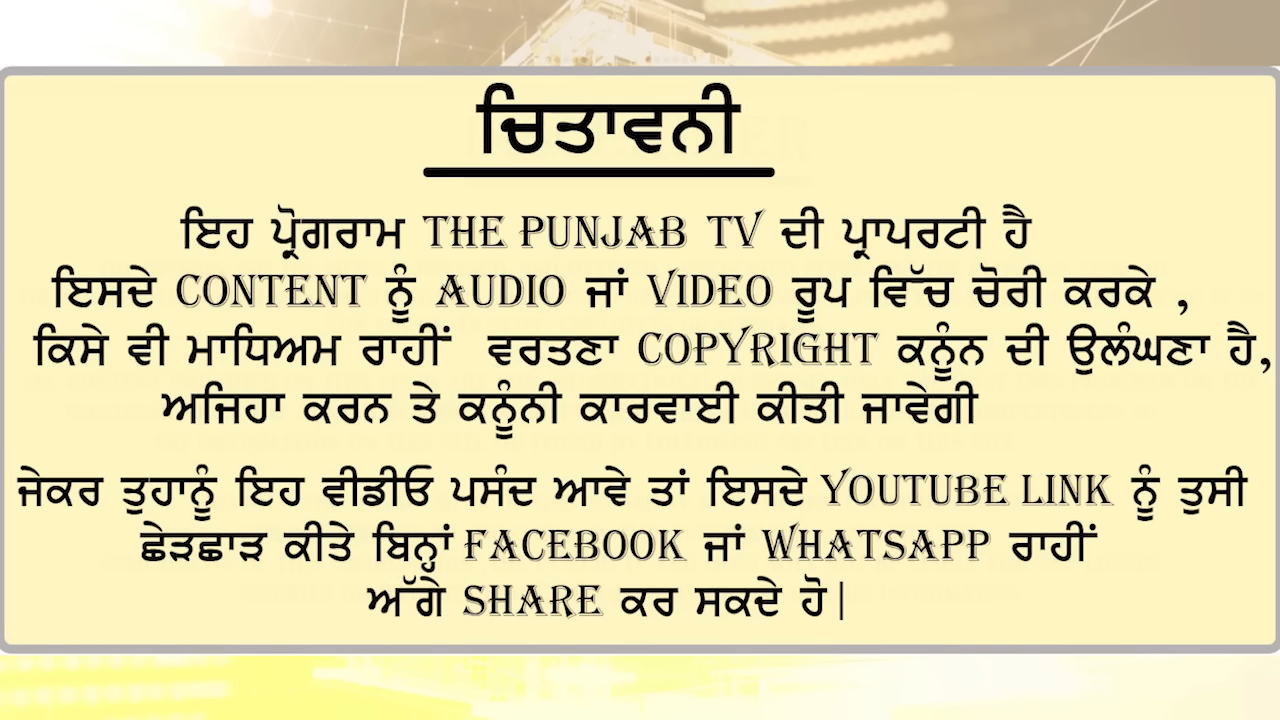 ਚਿਤਾਵਨੀ
ਇਹ ਪ੍ਰੋਗਰਾਮ THE PUNJAB TV ਦੀ ਪ੍ਰਾਪਰਟੀ ਹੈ
ਇਸਦੇ CONTENT ਨੂੰ AUDIO ਜਾਂ VIDEO ਰੂਪ ਵਿੱਚ ਚੋਰੀ ਕਰਕੇ ,
ਕਿਸੇ ਵੀ ਮਾਧਿਅਮ ਰਾਹੀਂ ਵਰਤਣਾ COPYRIGHT ਕਨੂੰਨ ਦੀ ਉਲੰਘਣਾ ਹੈ,
ਅਜਿਹਾ ਕਰਨ ਤੇ ਕਨੂੰਨੀ ਕਾਰਵਾਈ ਕੀਤੀ ਜਾਵੇਗੀ
ਜੇਕਰ ਤੁਹਾਨੂੰ ਇਹ ਵੀਡੀਓ ਪਸੰਦ ਆਵੇ ਤਾਂ ਇਸਦੇ YOUTUBE LINK ਨੂੰ ਤੁਸੀ
ਛੇੜਛਾੜ ਕੀਤੇ ਬਿਨ੍ਹਾਂ FACEBOOK ਜਾਂ WHATSAPP ਰਾਹੀਂ
ਅੱਗੇ SHARE ਕਰ ਸਕਦੇ ਹੋ|